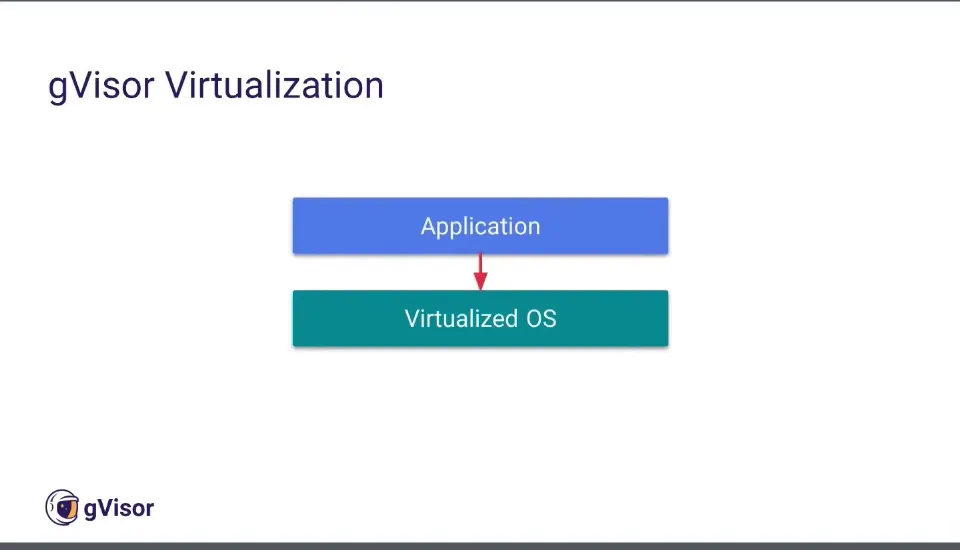 gVisor Virtualization
Application
Virtualized OS
gVisor